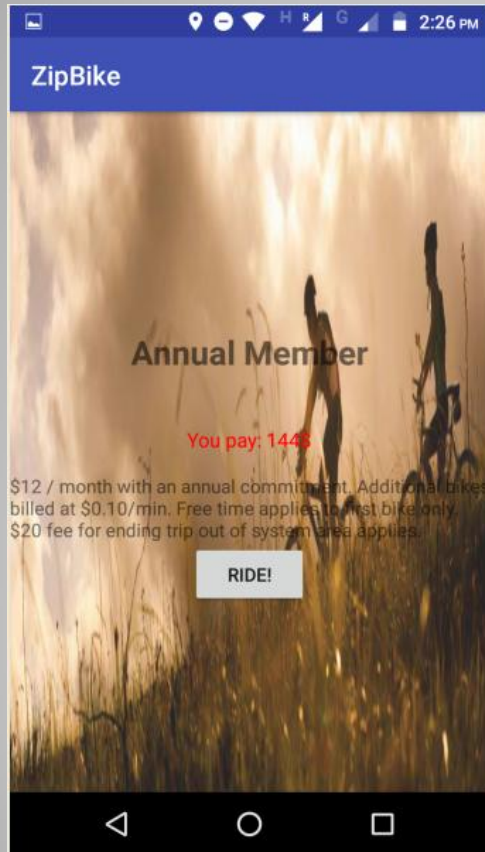 H R G 2:26 PM
ZipBike
Annual Member
You pay: 144$
$12 / month with an annual commitment. Additional bikes
billed at $0.10/min. Free time applies to first bike only.
$20 fee for ending trip out of system area applies.
RIDE!